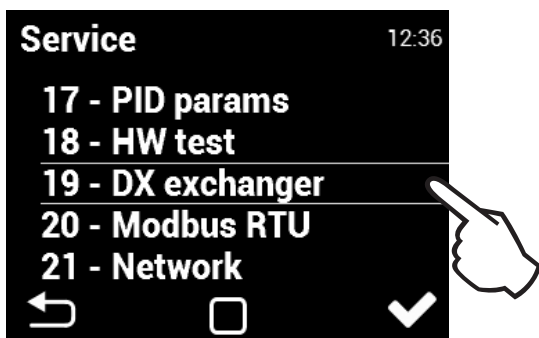 Service 12:36
17 - PID params
18 - HW test
19 - DX exchanger
20 - Modbus RTU
21 - Network